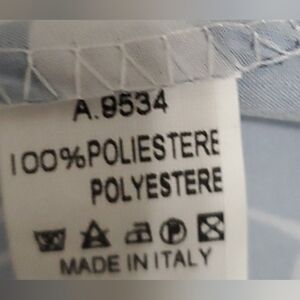 A.9534
100%POLIESTERE
POLYESTERE
MADE IN ITALY